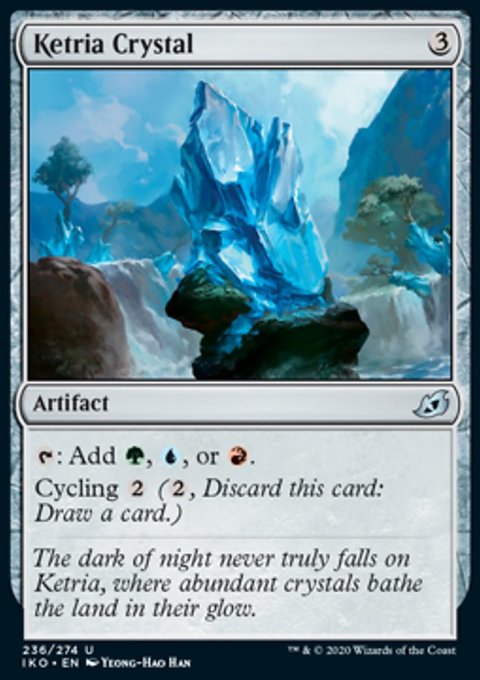 Ketria Crystal 3
Artifact
: Add , , or .
Cycling 2 (2, Discard this card:
Draw a card.)
The dark of night never truly falls on
Ketria, where abundant crystals bathe
the land in their glow.
236/274 U
IKO • EN Yeong-Hao Han
™ & © 2020 Wizards of the Coast